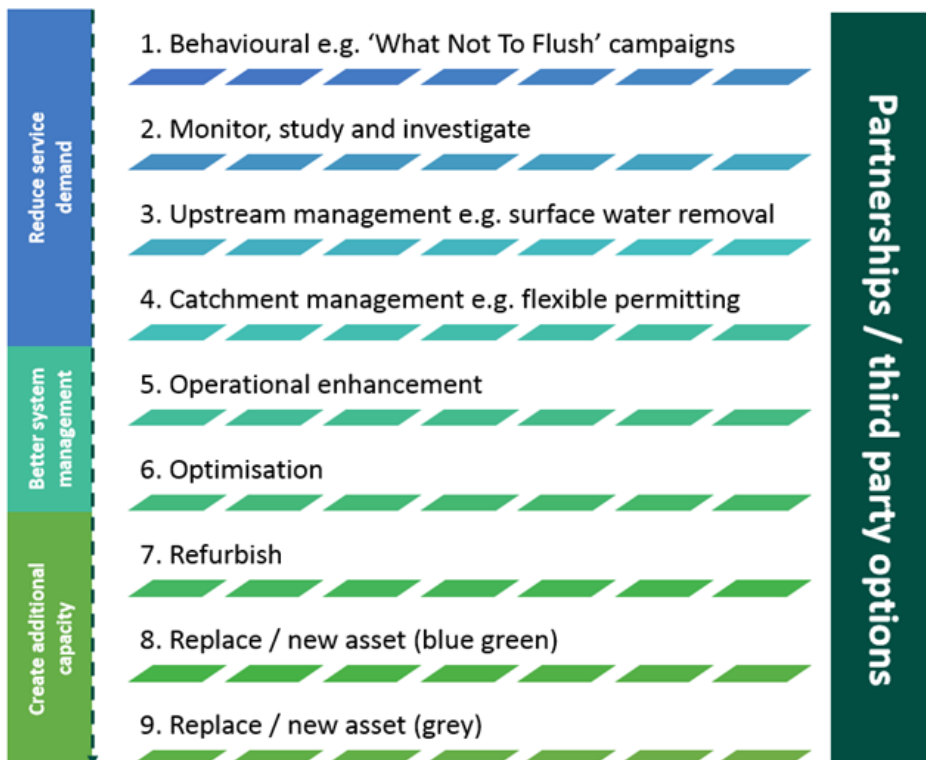 Reduce service
demand
Better system
management
Create additional
capacity
1. Behavioural e.g. ‘What Not To Flush’ campaigns
2. Monitor, study and investigate
3. Upstream management e.g. surface water removal
4. Catchment management e.g. flexible permitting
5. Operational enhancement
6. Optimisation
7. Refurbish
8. Replace / new asset (blue green)
9. Replace / new asset (grey)
Partnerships / third party options